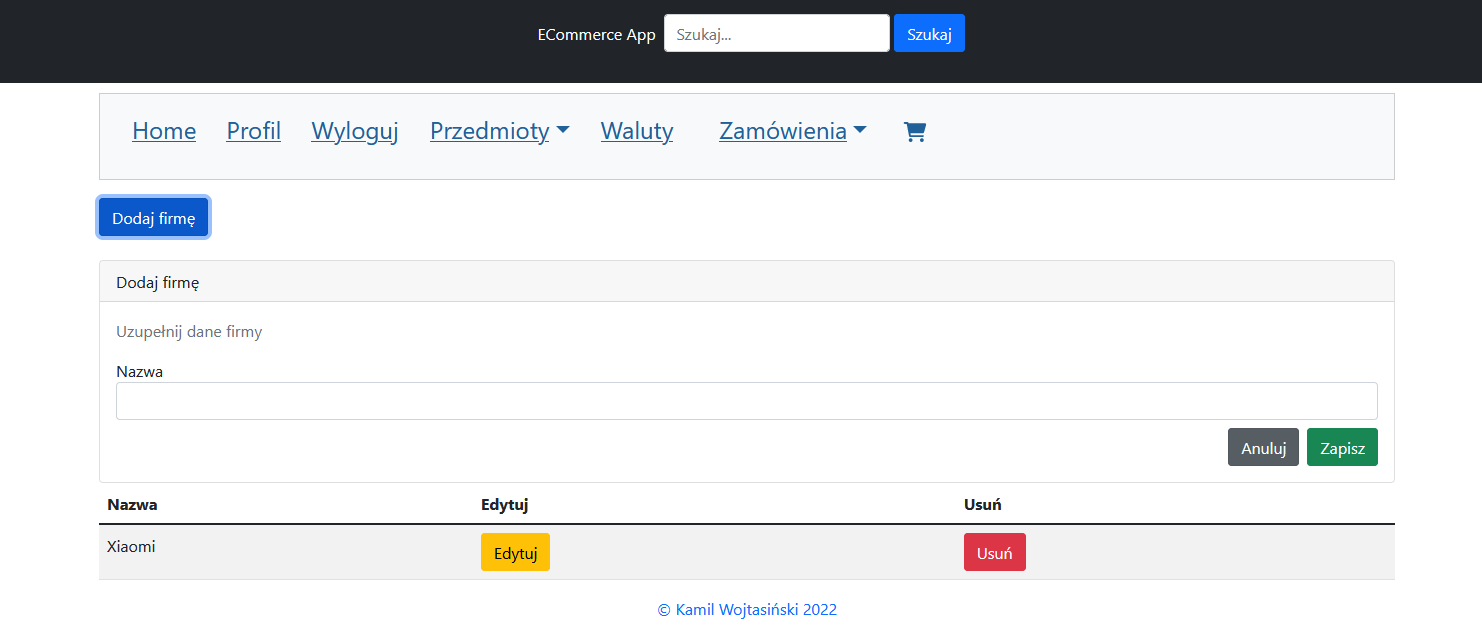 ECommerce App Szukaj... Szukaj
Home Profil Wyloguj Przedmioty Waluty Zamówienia
Dodaj firmę
Dodaj firmę
Uzupełnij dane firmy
Nazwa
Anuluj Zapisz
Nazwa Edytuj Usuń
Xiaomi Edytuj Usuń
© Kamil Wojtasiński 2022